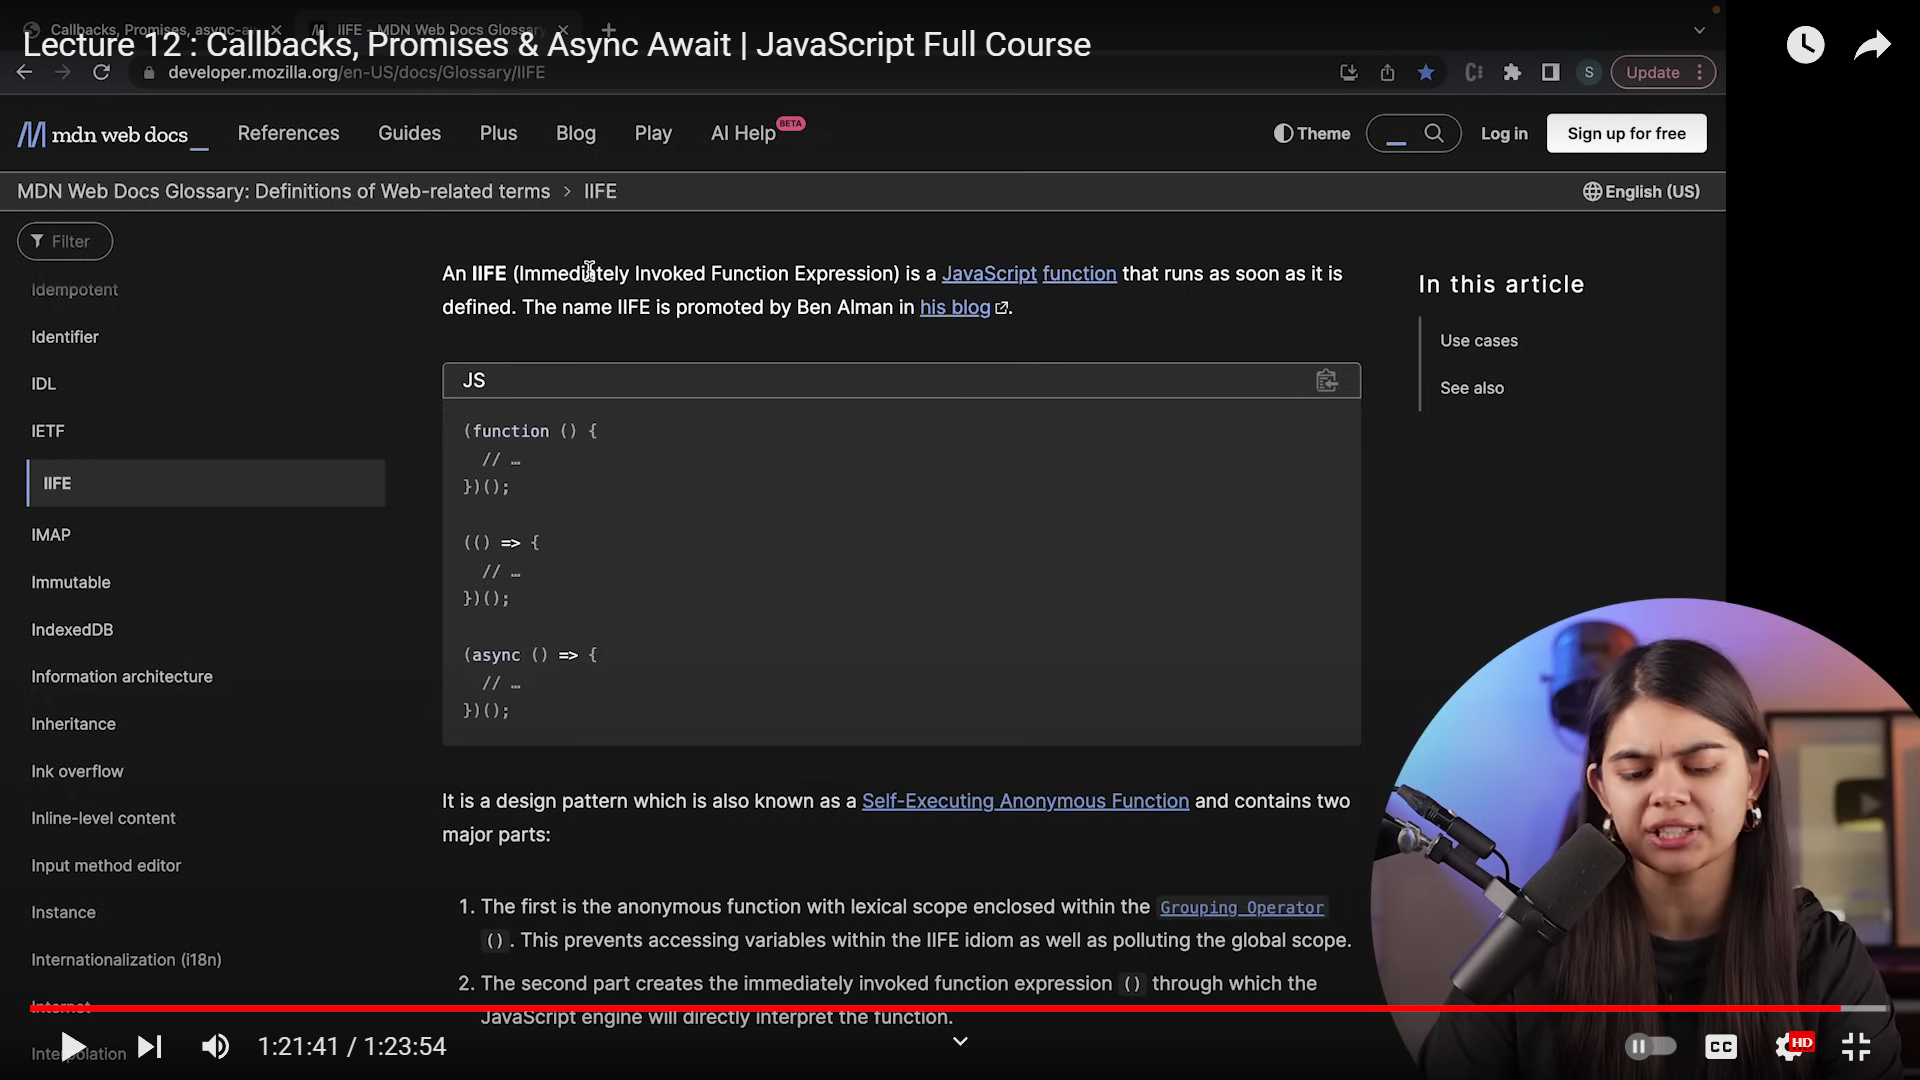 Callbacks, Promises, async-a
IIFE - MDN Web Docs Glossary
Lecture 12 : Callbacks, Promises & Async Await | JavaScript Full Course
developer.mozilla.org/en-US/docs/Glossary/IIFE
S
Update
mdn web docs_
References
Guides
Plus
Blog
Play
AI Help BETA
Theme
Log in
Sign up for free
MDN Web Docs Glossary: Definitions of Web-related terms > IIFE
English (US)
Filter
Idempotent
Identifier
IDL
IETF
IIFE
IMAP
Immutable
IndexedDB
Information architecture
Inheritance
Ink overflow
Inline-level content
Input method editor
Instance
Internationalization (i18n)
Internet
Interpolation
An IIFE (Immediately Invoked Function Expression) is a JavaScript function that runs as soon as it is
defined. The name IIFE is promoted by Ben Alman in his blog.
JS
(function () {
// …
})();
(() => {
// …
})();
(async () => {
// …
})();
It is a design pattern which is also known as a Self-Executing Anonymous Function and contains two
major parts:
1. The first is the anonymous function with lexical scope enclosed within the Grouping Operator
(). This prevents accessing variables within the IIFE idiom as well as polluting the global scope.
2. The second part creates the immediately invoked function expression () through which the
JavaScript engine will directly interpret the function.
In this article
Use cases
See also
1:21:41 / 1:23:54
CC
HD